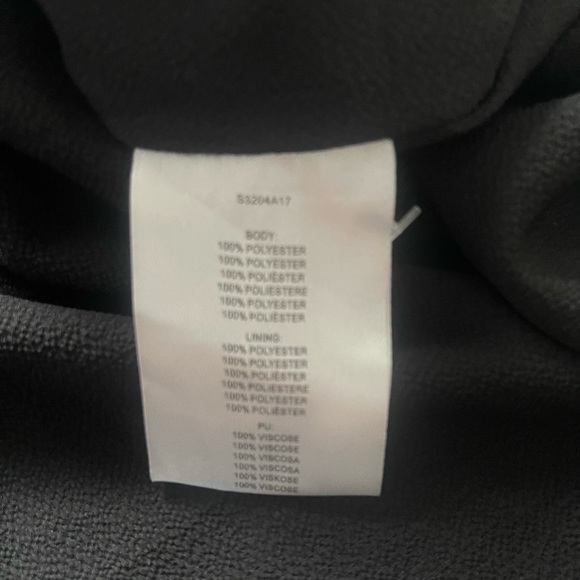 S3204A17
BODY:
100% POLYESTER
100% POLYESTER
100% POLIÉSTER
100% POLIESTERE
100% POLYESTER
100% POLIÉSTER
LINING:
100% POLYESTER
100% POLYESTER
100% POLIÉSTER
100% POLIESTERE
100% POLYESTER
100% POLIÉSTER
PU:
100% VISCOSE
100% VISCOSE
100% VISCOSA
100% VISCOSA
100% VISKOSE
100% VISCOSE